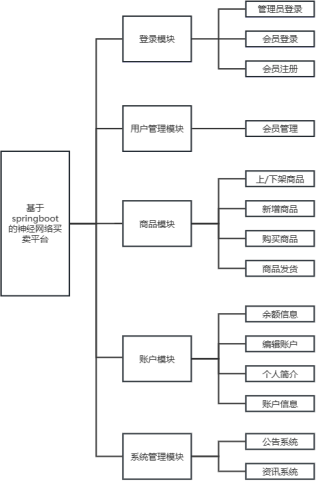 基于
springboot
的神经网络买
卖平台
登录模块
管理员登录
会员登录
会员注册
用户管理模块
会员管理
商品模块
上/下架商品
新增商品
购买商品
商品发货
账户模块
余额信息
编辑账户
个人简介
账户信息
系统管理模块
公告系统
资讯系统